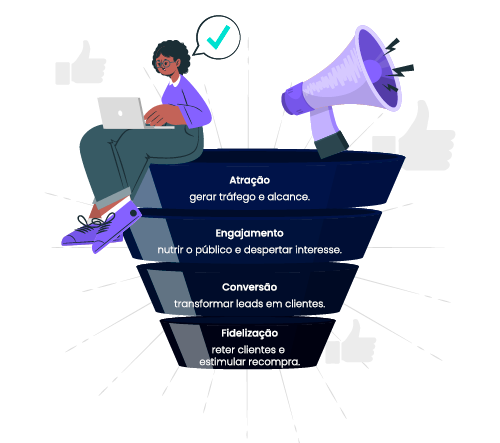 Atração
gerar tráfego e alcance.
Engajamento
nutrir o público e despertar interesse.
Conversão
transformar leads em clientes.
Fidelização
reter clientes e
estimular recompra.